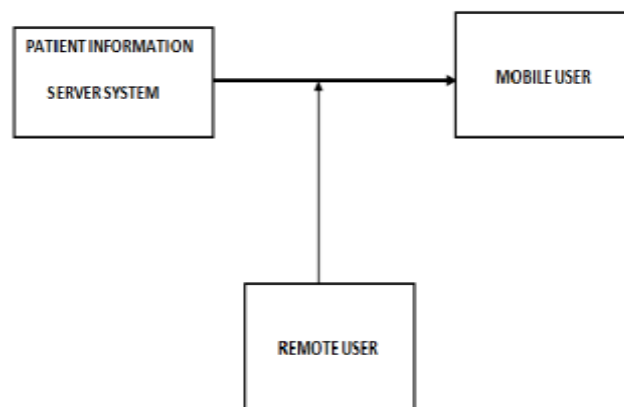 PATIENT INFORMATION
SERVER SYSTEM
MOBILE USER
REMOTE USER